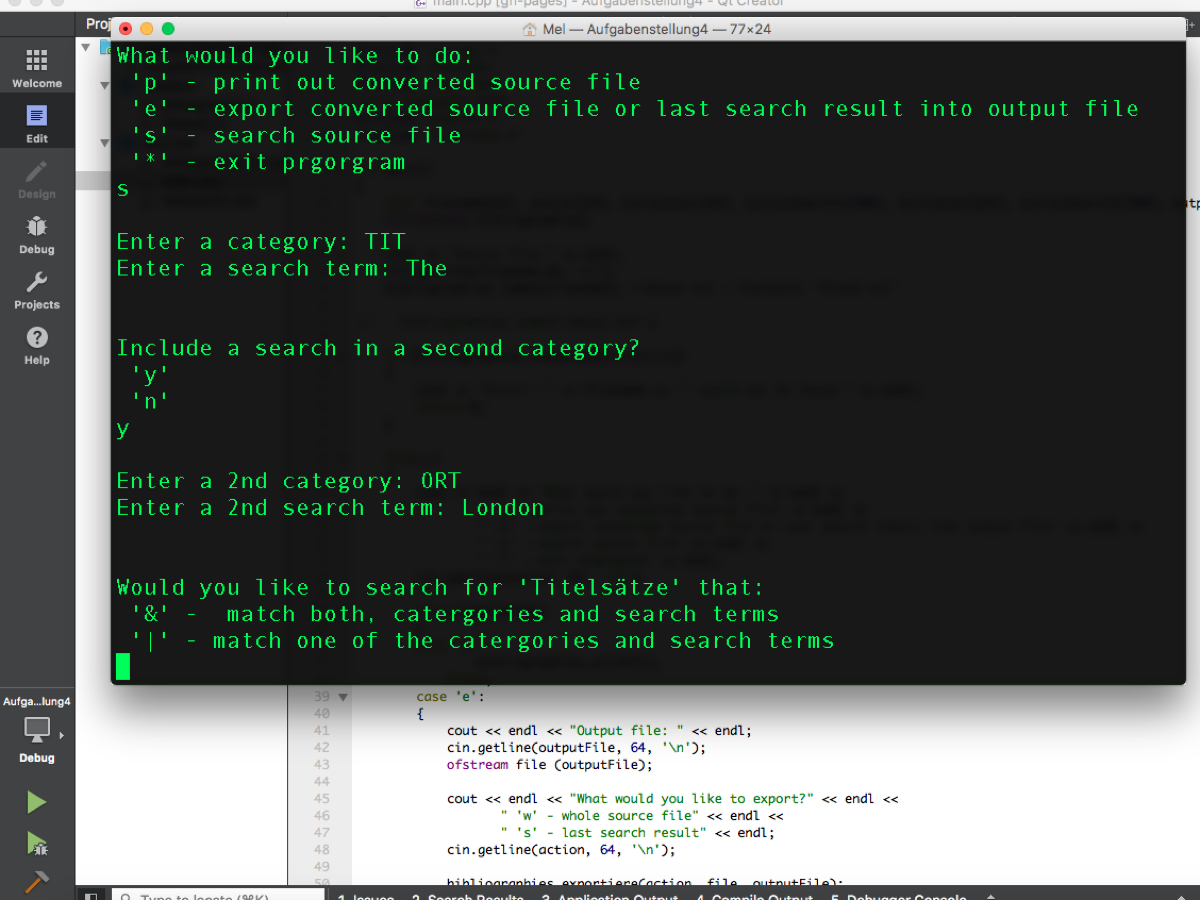 main.cpp [gh-pages] - Aufgabenstellung4 - Qt Creator
Proj
Mel — Aufgabenstellung4 — 77×24
Welcome
Edit
Design
Debug
Projects
Help
What would you like to do:
'p' - print out converted source file
'e' - export converted source file or last search result into output file
's' - search source file
'*' - exit prgorgram
s
Enter a category: TIT
Enter a search term: The
Include a search in a second category?
'y'
'n'
y
Enter a 2nd category: ORT
Enter a 2nd search term: London
Would you like to search for 'Titelsätze' that:
'&' -  match both, catergories and search terms
'|' - match one of the catergories and search terms
39 case 'e':
40 {
41 cout << endl << "Output file: " << endl;
42 cin.getline(outputFile, 64, '\n');
43 ofstream file (outputFile);
44
45 cout << endl << "What would you like to export?" << endl <<
46 " 'w' - whole source file" << endl <<
47 " 's' - last search result" << endl;
48 cin.getline(action, 64, '\n');
49
50 bibliographies.exportiere(action, file, outputFile);
Aufga...lung4
Debug
Type to locate (⌘K)
1 Issues 2 Search Results 3 Application Output 4 Compile Output 5 Debugger Console